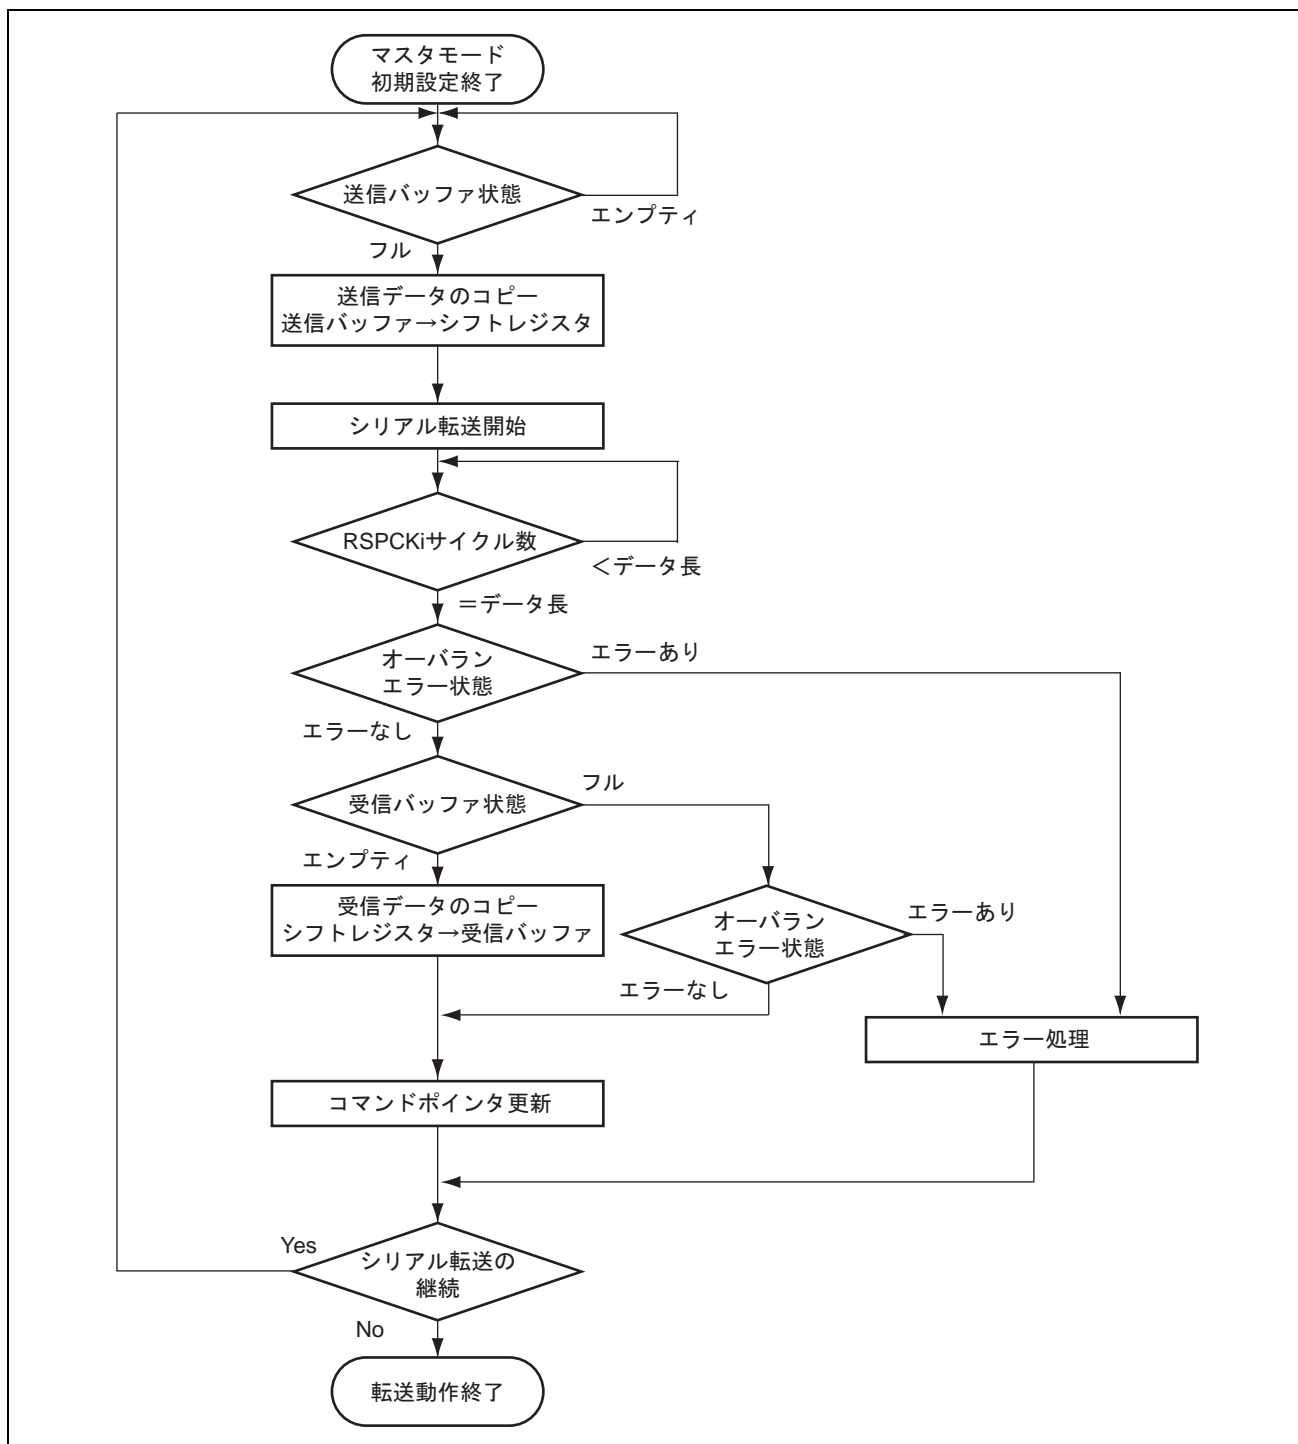 マスタモード
初期設定終了
送信バッファ状態
エンプティ
フル
送信データのコピー
送信バッファ→シフトレジスタ
シリアル転送開始
RSPCKiサイクル数
<データ長
=データ長
オーバラン
エラー状態
エラーあり
エラーなし
受信バッファ状態
フル
エンプティ
受信データのコピー
シフトレジスタ→受信バッファ
オーバラン
エラー状態
エラーあり
エラーなし
エラー処理
コマンドポインタ更新
シリアル転送の
継続
Yes
No
転送動作終了